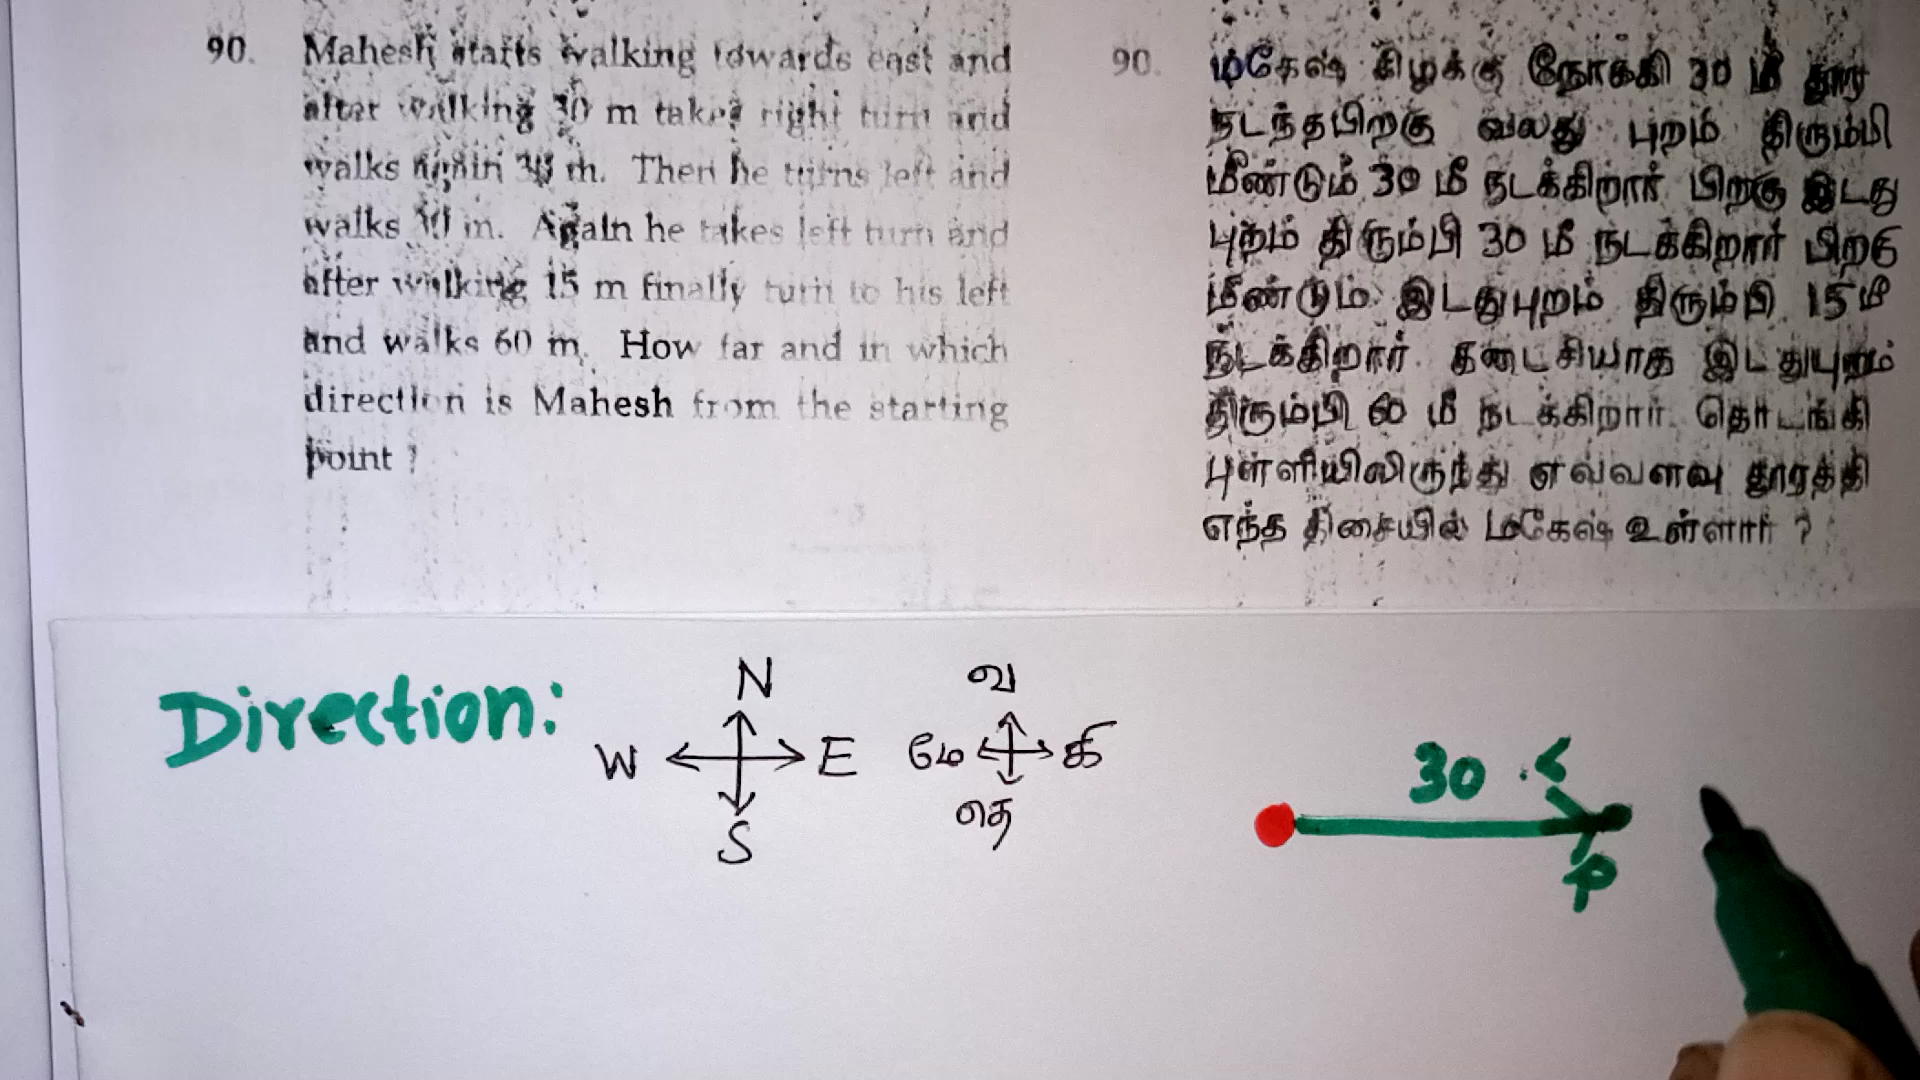 90. Mahesh starts walking towards east and
after walking 30 m takes right turn and
walks again 30 m. Then he turns left and
walks 30 m. Again he takes left turn and
after walking 15 m finally turn to his left
and walks 60 m. How far and in which
direction is Mahesh from the starting
point ?
90. மகேஷ் கிழக்கு நோக்கி 30 மீ தூர
நடந்தபிறகு வலது புறம் திரும்பி
மீண்டும் 30 மீ நடக்கிறார் பிறகு இடது
புறம் திரும்பி 30 மீ நடக்கிறார் பிறகு
மீண்டும் இடதுபுறம் திரும்பி 15 மீ
நடக்கிறார். கடைசியாக இடதுபுறம்
திரும்பி 60 மீ நடக்கிறார். தொடங்கி
புள்ளியிலிருந்து எவ்வளவு தூரத்தி
எந்த திசையில் மகேஷ் உள்ளார் ?
Direction:
N
W E
S
வ
மே கி
தெ
30